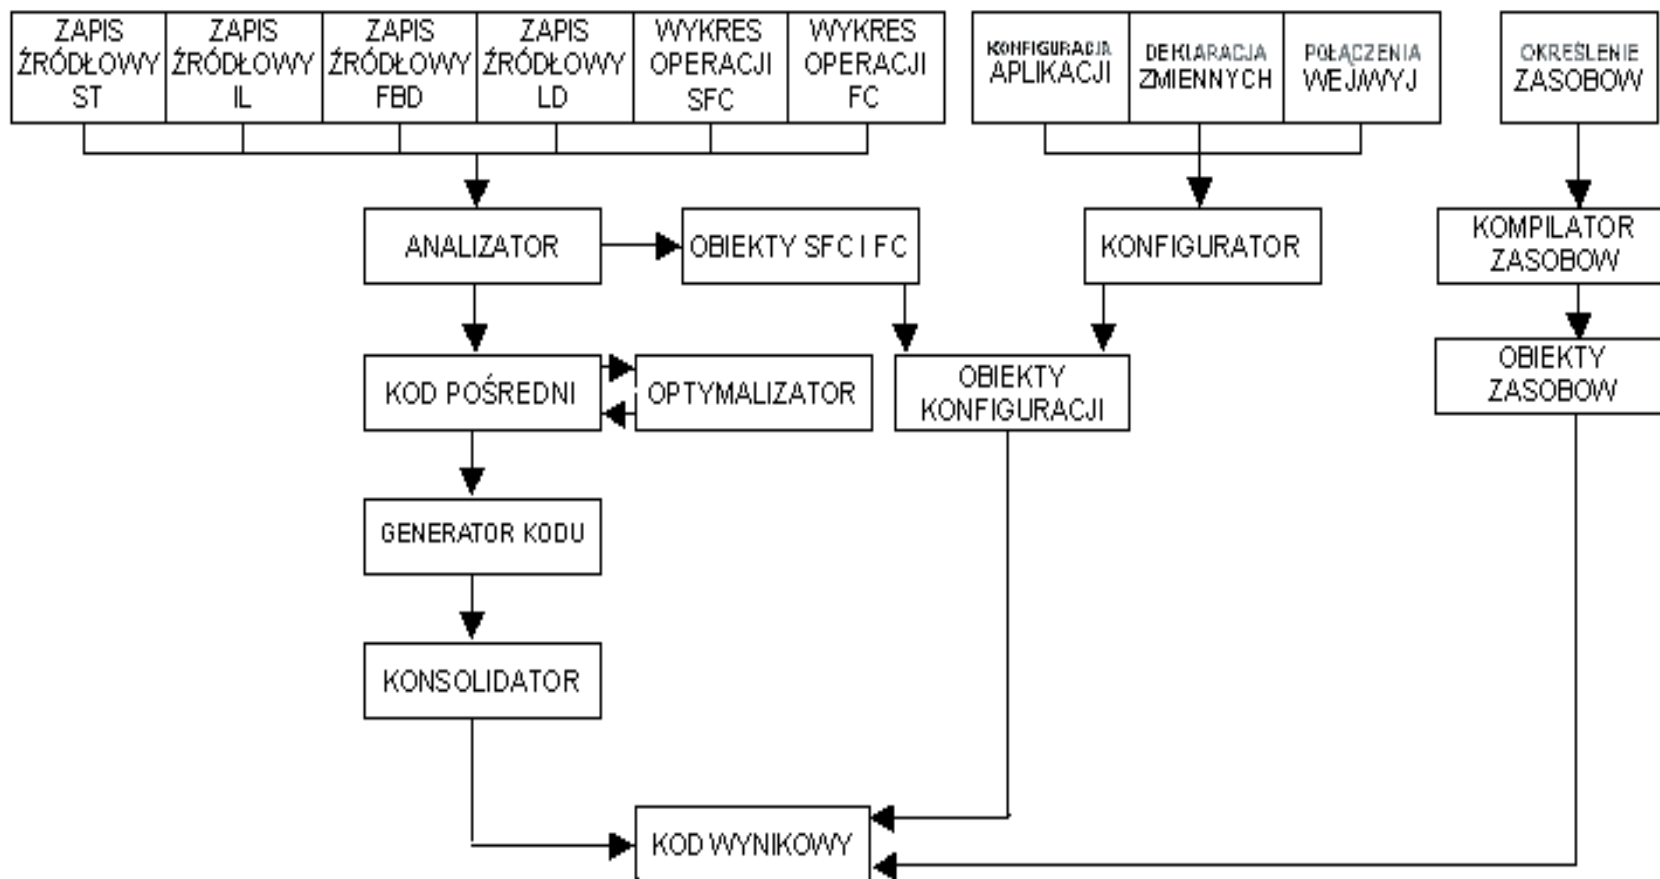 ZAPIS
ŹRÓDŁOWY
ST
ZAPIS
ŹRÓDŁOWY
IL
ZAPIS
ŹRÓDŁOWY
FBD
ZAPIS
ŹRÓDŁOWY
LD
WYKRES
OPERACJI
SFC
WYKRES
OPERACJI
FC
KONFIGURACJA
APLIKACJI
DEKLARACJA
ZMIENNYCH
POŁĄCZENIA
WEJ/WYJ
OKREŚLENIE
ZASOBOW
ANALIZATOR
OBIEKTY SFC I FC
KONFIGURATOR
KOMPILATOR
ZASOBOW
KOD POŚREDNI
OPTYMALIZATOR
OBIEKTY
KONFIGURACJI
OBIEKTY
ZASOBOW
GENERATOR KODU
KONSOLIDATOR
KOD WYNIKOWY